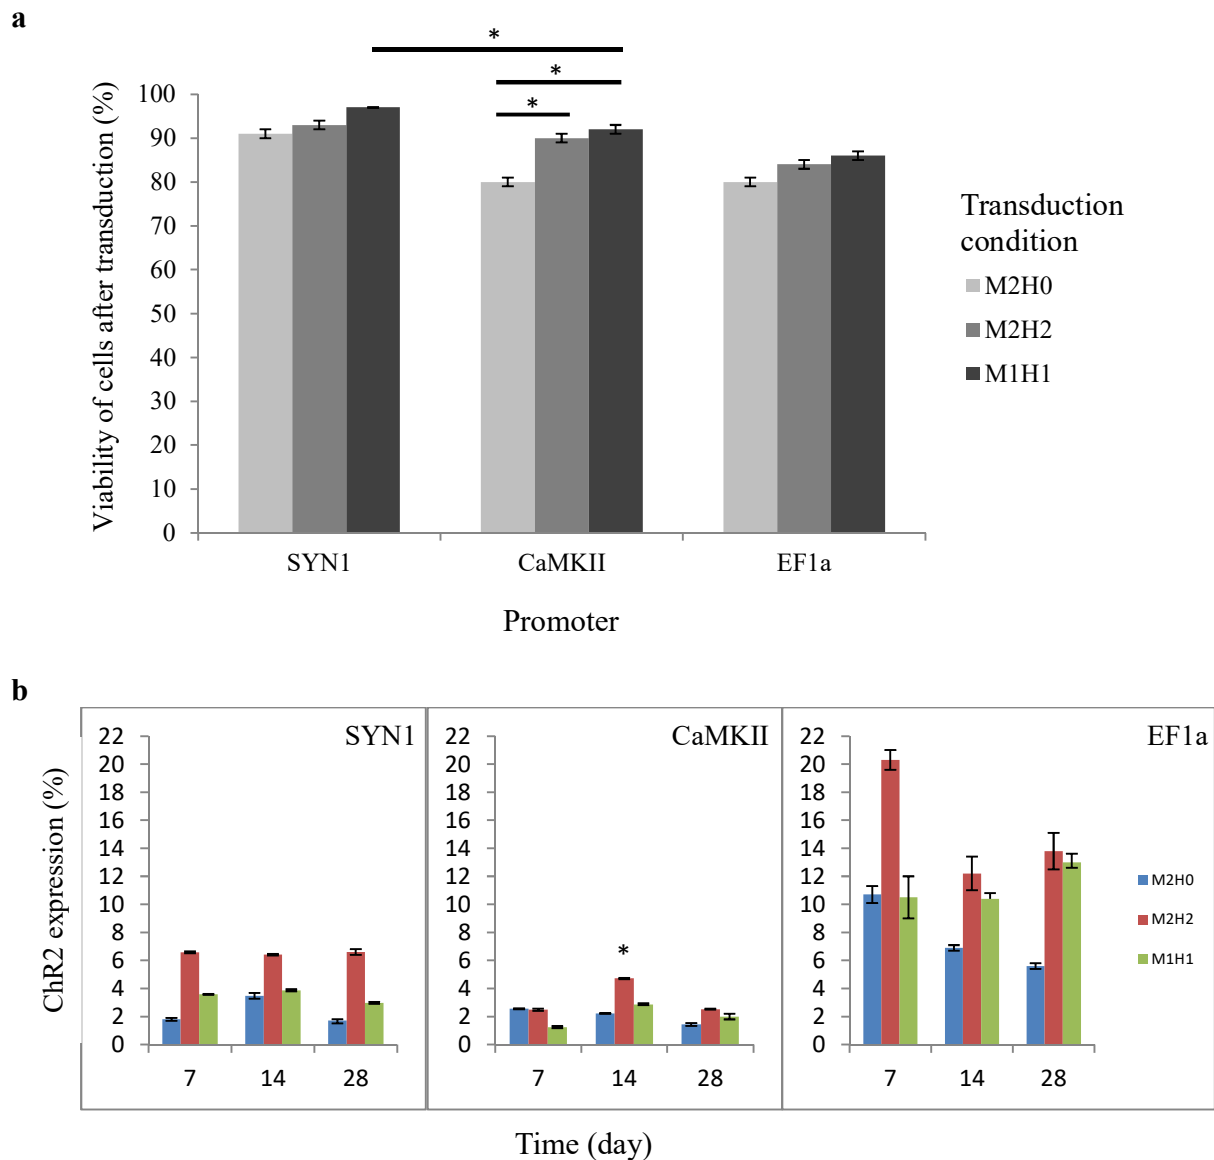 a
*
*
*
Viability of cells after transduction (%)
100
90
80
70
60
50
40
30
20
10
0
SYN1 CaMKII EF1a
Promoter
Transduction
condition
M2H0
M2H2
M1H1
b
ChR2 expression (%)
SYN1
22
20
18
16
14
12
10
8
6
4
2
0
7 14 28
CaMKII
22
20
18
16
14
12
10
8
6
4
2
0
*
7 14 28
EF1a
22
20
18
16
14
12
10
8
6
4
2
0
7 14 28
M2H0
M2H2
M1H1
Time (day)